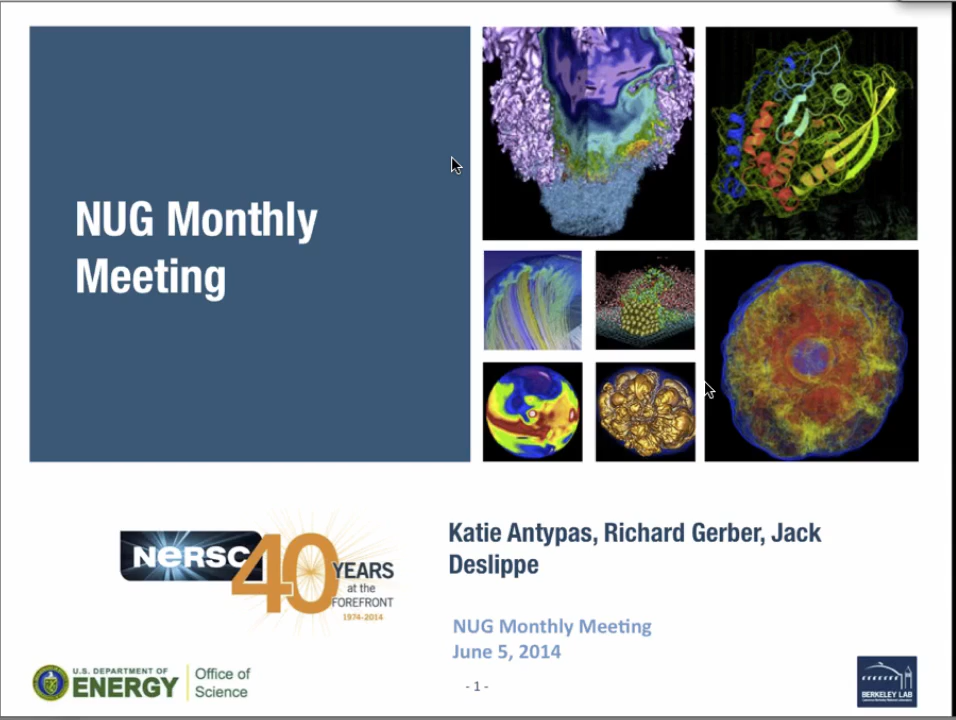 NUG Monthly
Meeting
NERSC
40
YEARS
at the
FOREFRONT
1974-2014
Katie Antypas, Richard Gerber, Jack
Deslippe
NUG Monthly Meeting
June 5, 2014
U.S. DEPARTMENT OF
ENERGY
Office of
Science
- 1 -
BERKELEY LAB